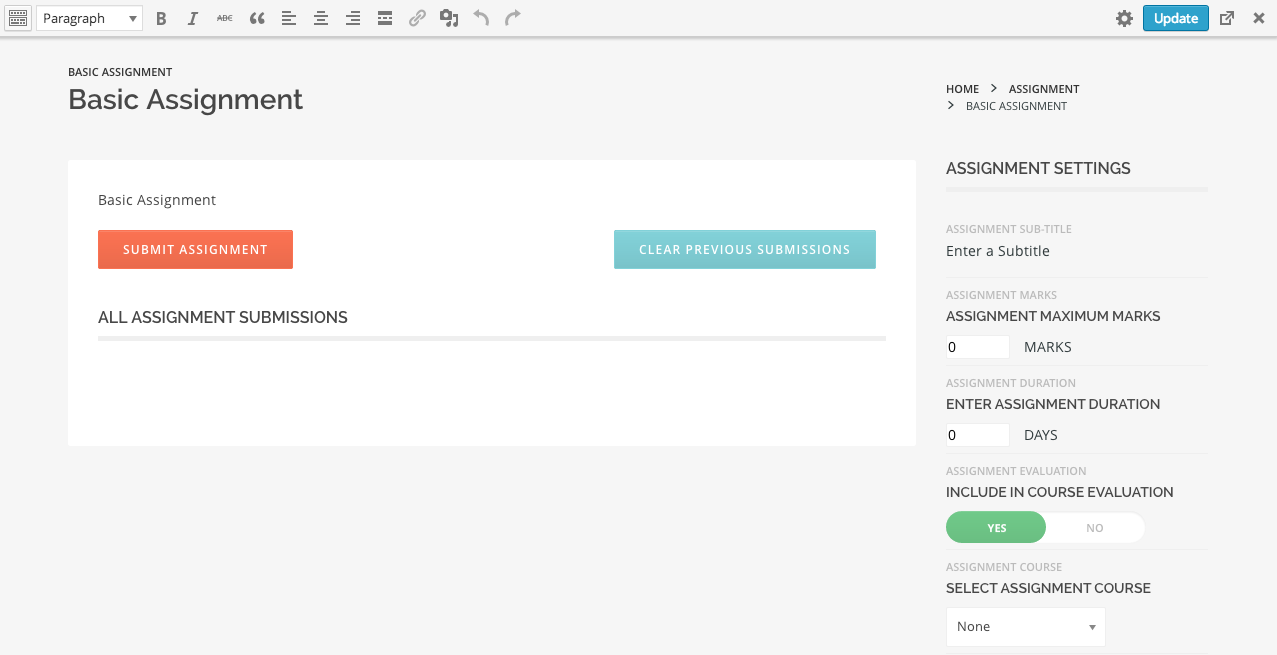 Paragraph
B
I
ABC
Update
BASIC ASSIGNMENT
Basic Assignment
HOME > ASSIGNMENT
> BASIC ASSIGNMENT
Basic Assignment
SUBMIT ASSIGNMENT
CLEAR PREVIOUS SUBMISSIONS
ALL ASSIGNMENT SUBMISSIONS
ASSIGNMENT SETTINGS
ASSIGNMENT SUB-TITLE
Enter a Subtitle
ASSIGNMENT MARKS
ASSIGNMENT MAXIMUM MARKS
0 MARKS
ASSIGNMENT DURATION
ENTER ASSIGNMENT DURATION
0 DAYS
ASSIGNMENT EVALUATION
INCLUDE IN COURSE EVALUATION
YES NO
ASSIGNMENT COURSE
SELECT ASSIGNMENT COURSE
None